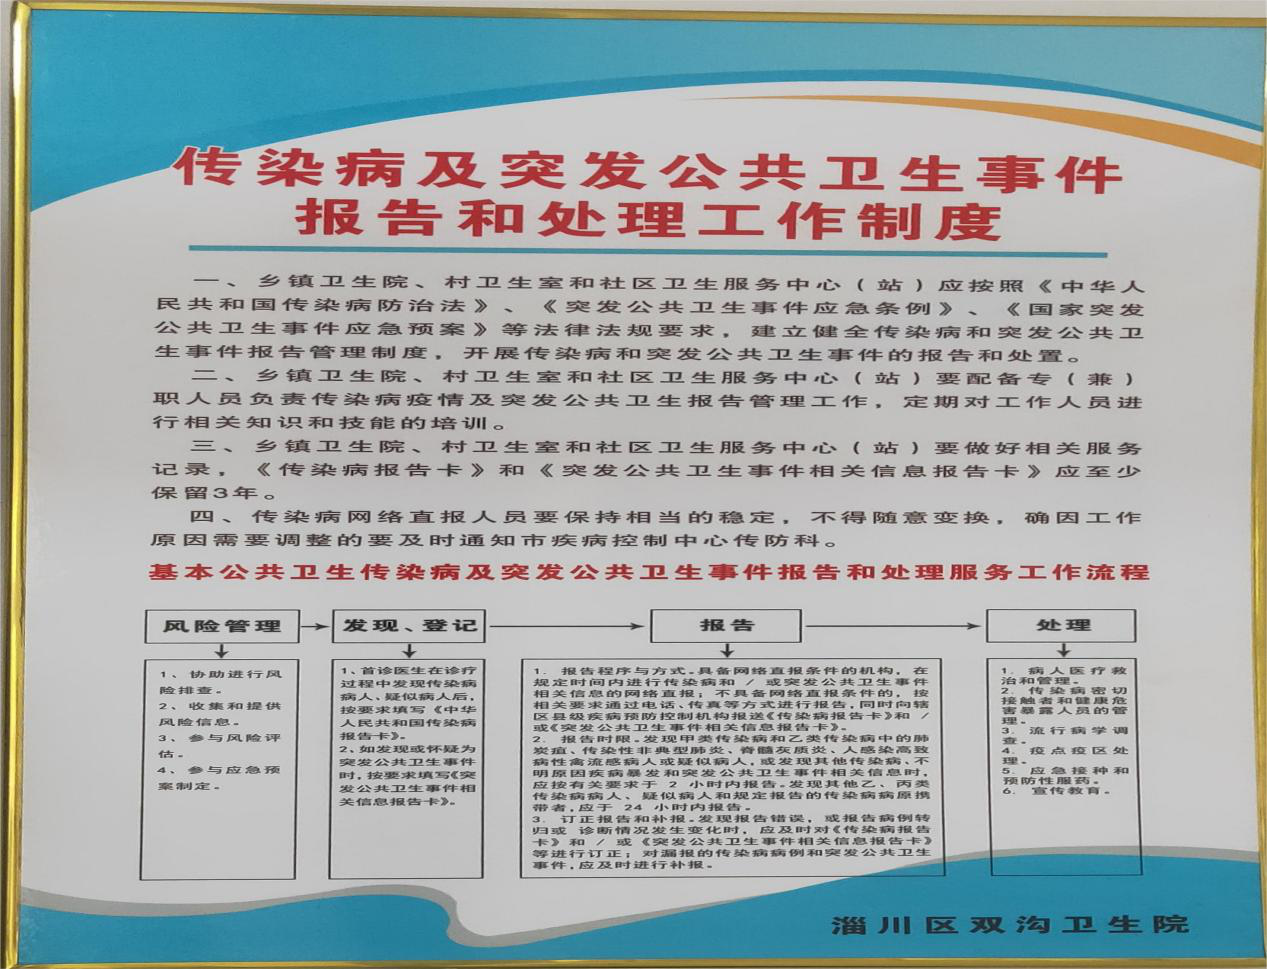 传染病及突发公共卫生事件
报告和处理工作制度
一、乡镇卫生院、村卫生室和社区卫生服务中心（站）应按照《中华人
民共和国传染病防治法》、《突发公共卫生事件应急条例》、《国家突发
公共卫生事件应急预案》等法律法规要求，建立健全传染病和突发公共卫
生事件报告管理制度，开展传染病和突发公共卫生事件的报告和处置。
二、乡镇卫生院、村卫生室和社区卫生服务中心（站）要配备专（兼）
职人员负责传染病疫情及突发公共卫生报告管理工作，定期对工作人员进
行相关知识和技能的培训。
三、乡镇卫生院、村卫生室和社区卫生服务中心（站）要做好相关服务
记录，《传染病报告卡》和《突发公共卫生事件相关信息报告卡》应至少
保留3年。
四、传染病网络直报人员要保持相当的稳定，不得随意变换，确因工作
原因需要调整的要及时通知市疾病控制中心传防科。
基本公共卫生传染病及突发公共卫生事件报告和处理服务工作流程
风险管理
1、协助进行风
险排查。
2、收集和提供
风险信息。
3、参与风险评
估。
4、参与应急预
案制定。
发现、登记
1、首诊医生在诊疗
过程中发现传染病
病人、疑似病人后，
按要求填写《中华
人民共和国传染病
报告卡》。
2、如发现或怀疑为
突发公共卫生事件
时，按要求填写《突
发公共卫生事件相
关信息报告卡》。
报告
1. 报告程序与方式。具备网络直报条件的机构，在
规定时间内进行传染病和 / 或突发公共卫生事件
相关信息的网络直报；不具备网络直报条件的，按
相关要求通过电话、传真等方式进行报告，同时向辖
区县级疾病预防控制机构报送《传染病报告卡》和 /
或《突发公共卫生事件相关信息报告卡》。
2. 报告时限。发现甲类传染病和乙类传染病中的肺
炭疽、传染性非典型肺炎、脊髓灰质炎、人感染高致
病性禽流感病人或疑似病人，或发现其他传染病、不
明原因疾病暴发和突发公共卫生事件相关信息时，
应按有关要求于 2 小时内报告。发现其他乙、丙类
传染病病人、疑似病人和规定报告的传染病病原携
带者，应于 24 小时内报告。
3. 订正报告和补报。发现报告错误，或报告病例转
归或 诊断情况发生变化时，应及时对《传染病报告
卡》和 / 或《突发公共卫生事件相关信息报告卡》
等进行订正；对漏报的传染病病例和突发公共卫生
事件，应及时进行补报。
处理
1. 病人医疗救
治和管理。
2. 传染病密切
接触者和健康危
害暴露人员的管
理。
3. 流行病学调
查。
4. 疫点疫区处
理。
5. 应急接种和
预防性服药。
6. 宣传教育。
淄川区双沟卫生院